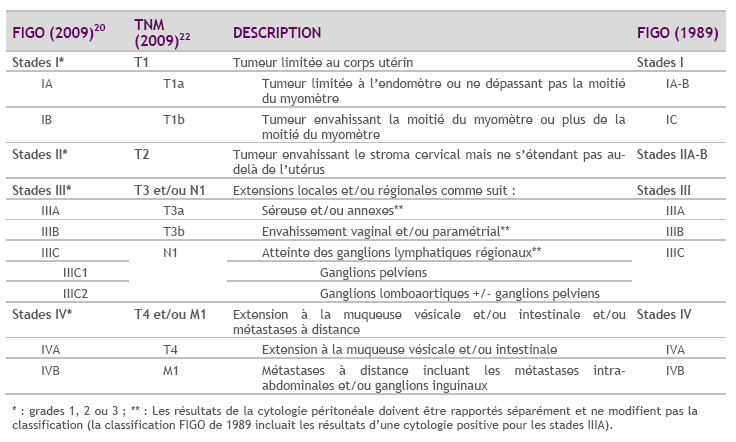 FIGO (2009)20 TNM (2009)22 DESCRIPTION FIGO (1989)
Stades I* T1 Tumeur limitée au corps utérin Stades I
IA T1a Tumeur limitée à l’endomètre ou ne dépassant pas la moitié
du myomètre IA-B
IB T1b Tumeur envahissant la moitié du myomètre ou plus de la
moitié du myomètre IC
Stades II* T2 Tumeur envahissant le stroma cervical mais ne s’étendant pas au-
delà de l’utérus Stades IIA-B
Stades III* T3 et/ou N1 Extensions locales et/ou régionales comme suit : Stades III
IIIA T3a Séreuse et/ou annexes** IIIA
IIIB T3b Envahissement vaginal et/ou paramétrial** IIIB
IIIC N1 Atteinte des ganglions lymphatiques régionaux** IIIC
IIIC1 Ganglions pelviens
IIIC2 Ganglions lomboaortiques +/- ganglions pelviens
Stades IV* T4 et/ou M1 Extension à la muqueuse vésicale et/ou intestinale et/ou
métastases à distance Stades IV
IVA T4 Extension à la muqueuse vésicale et/ou intestinale IVA
IVB M1 Métastases à distance incluant les métastases intra-
abdominales et/ou ganglions inguinaux IVB
* : grades 1, 2 ou 3 ; ** : Les résultats de la cytologie péritonéale doivent être rapportés séparément et ne modifient pas la
classification (la classification FIGO de 1989 incluait les résultats d’une cytologie positive pour les stades IIIA).